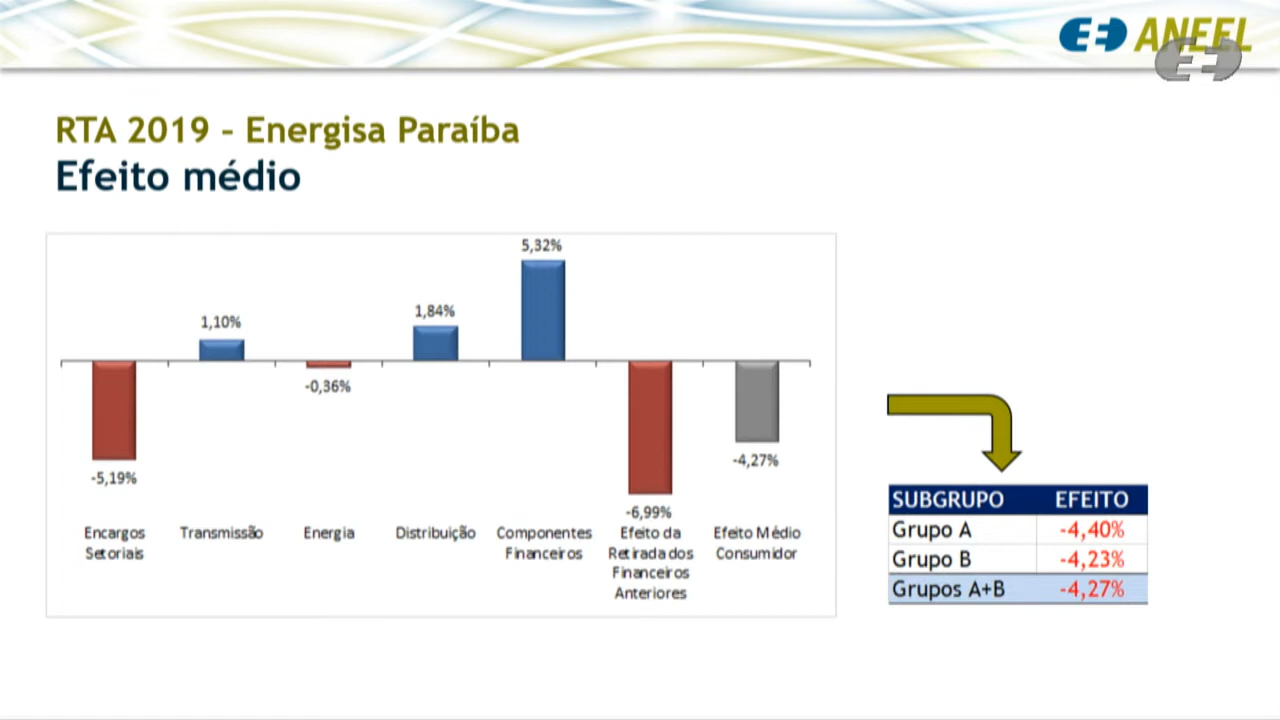 ANEEL
RTA 2019 – Energisa Paraíba
Efeito médio
5,32%
1,84%
1,10%
-0,36%
-5,19%
-4,27%
-6,99%
Encargos
Setoriais
Transmissão
Energia
Distribuição
Componentes
Financeiros
Efeito da
Retirada dos
Financeiros
Anteriores
Efeito Médio
Consumidor
SUBGRUPO EFEITO
Grupo A -4,40%
Grupo B -4,23%
Grupos A+B -4,27%